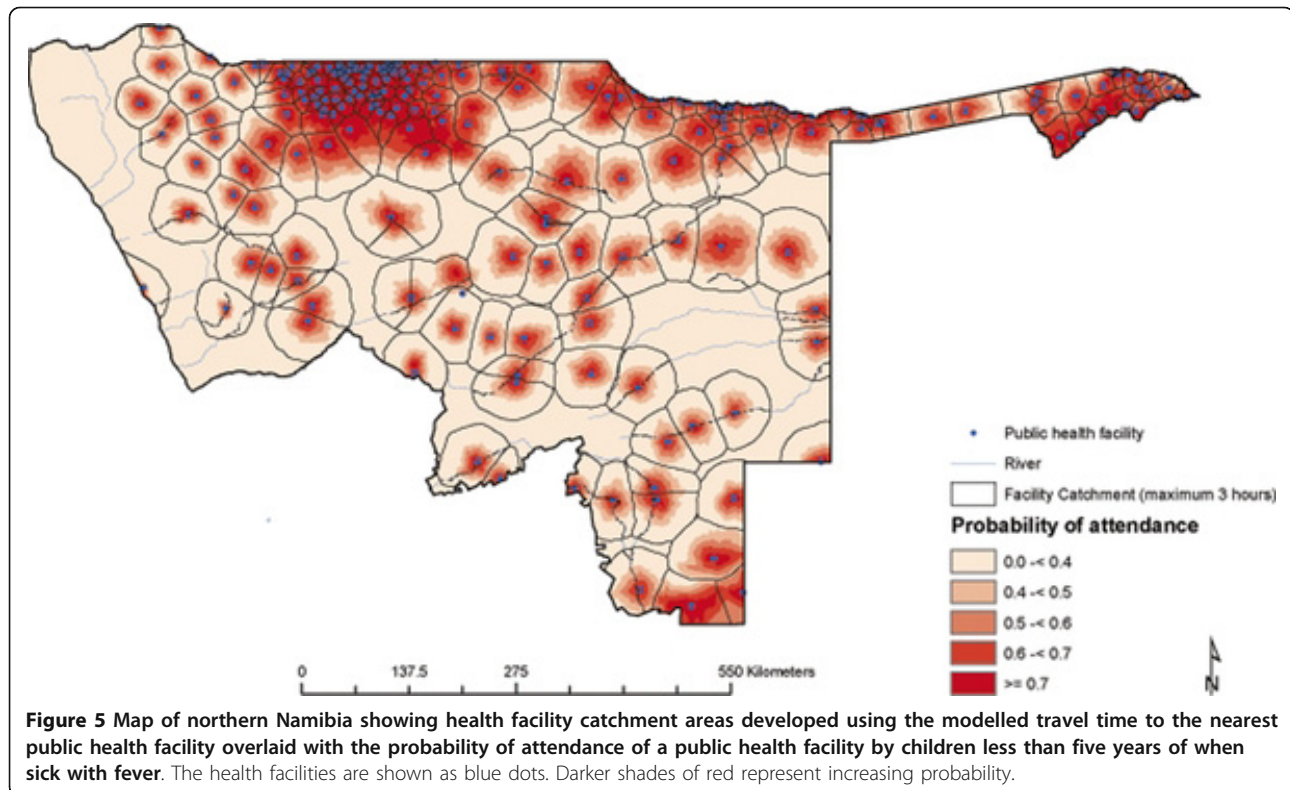 Public health facility
River
Facility Catchment (maximum 3 hours)
Probability of attendance
0.0 -< 0.4
0.4 -< 0.5
0.5 -< 0.6
0.6 -< 0.7
>= 0.7
0 137.5 275 550 Kilometers
N
Figure 5 Map of northern Namibia showing health facility catchment areas developed using the modelled travel time to the nearest
public health facility overlaid with the probability of attendance of a public health facility by children less than five years of when
sick with fever. The health facilities are shown as blue dots. Darker shades of red represent increasing probability.